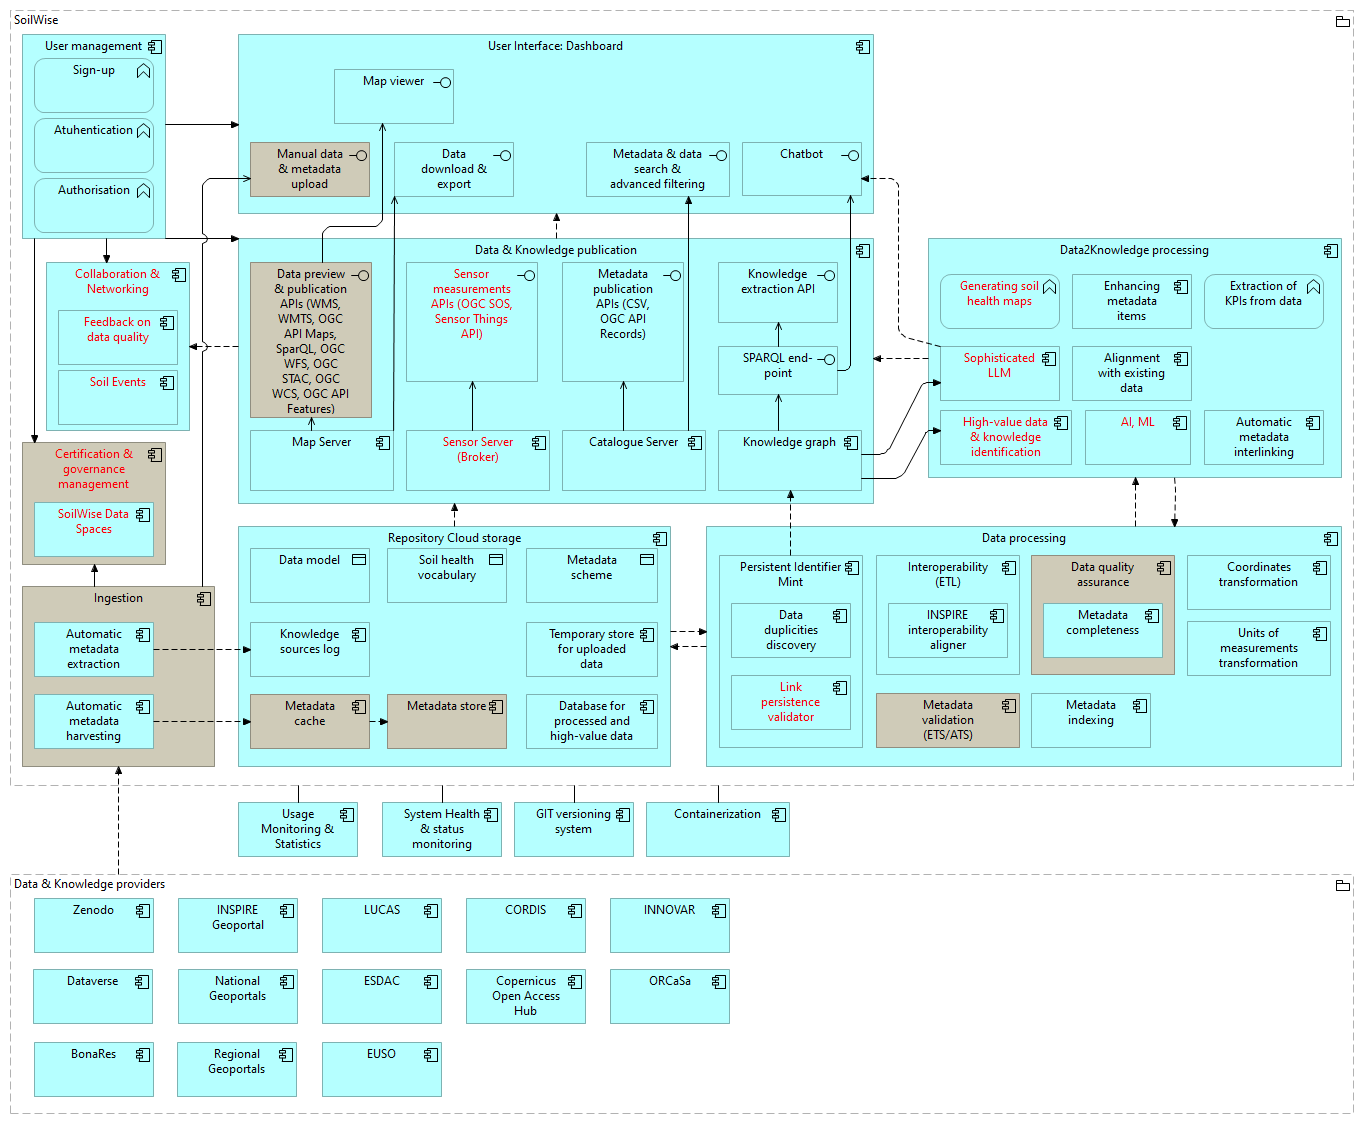 SoilWise
User management
Sign-up
Atuhentication
Authorisation
User Interface: Dashboard
Map viewer
Manual data
& metadata
upload
Data
download &
export
Metadata & data
search &
advanced filtering
Chatbot
Collaboration &
Networking
Feedback on
data quality
Soil Events
Data & Knowledge publication
Data preview
& publication
APIs (WMS,
WMTS, OGC
API Maps,
SparQL, OGC
WFS, OGC
STAC, OGC
WCS, OGC API
Features)
Sensor
measurements
APIs (OGC SOS,
Sensor Things
API)
Metadata
publication
APIs (CSV,
OGC API
Records)
Knowledge
extraction API
SPARQL end-
point
Map Server
Sensor Server
(Broker)
Catalogue Server
Knowledge graph
Data2Knowledge processing
Generating soil
health maps
Enhancing
metadata
items
Extraction of
KPIs from data
Sophisticated
LLM
Alignment
with existing
data
High-value data
& knowledge
identification
AI, ML
Automatic
metadata
interlinking
Certification &
governance
management
SoilWise Data
Spaces
Ingestion
Automatic
metadata
extraction
Automatic
metadata
harvesting
Repository Cloud storage
Data model
Soil health
vocabulary
Metadata
scheme
Knowledge
sources log
Temporary store
for uploaded
data
Metadata
cache
Metadata store
Database for
processed and
high-value data
Data processing
Persistent Identifier
Mint
Data
duplicities
discovery
Link
persistence
validator
Interoperability
(ETL)
INSPIRE
interoperability
aligner
Data quality
assurance
Metadata
completeness
Coordinates
transformation
Units of
measurements
transformation
Metadata
validation
(ETS/ATS)
Metadata
indexing
Usage
Monitoring &
Statistics
System Health
& status
monitoring
GIT versioning
system
Containerization
Data & Knowledge providers
Zenodo
INSPIRE
Geoportal
LUCAS
CORDIS
INNOVAR
Dataverse
National
Geoportals
ESDAC
Copernicus
Open Access
Hub
ORCaSa
BonaRes
Regional
Geoportals
EUSO